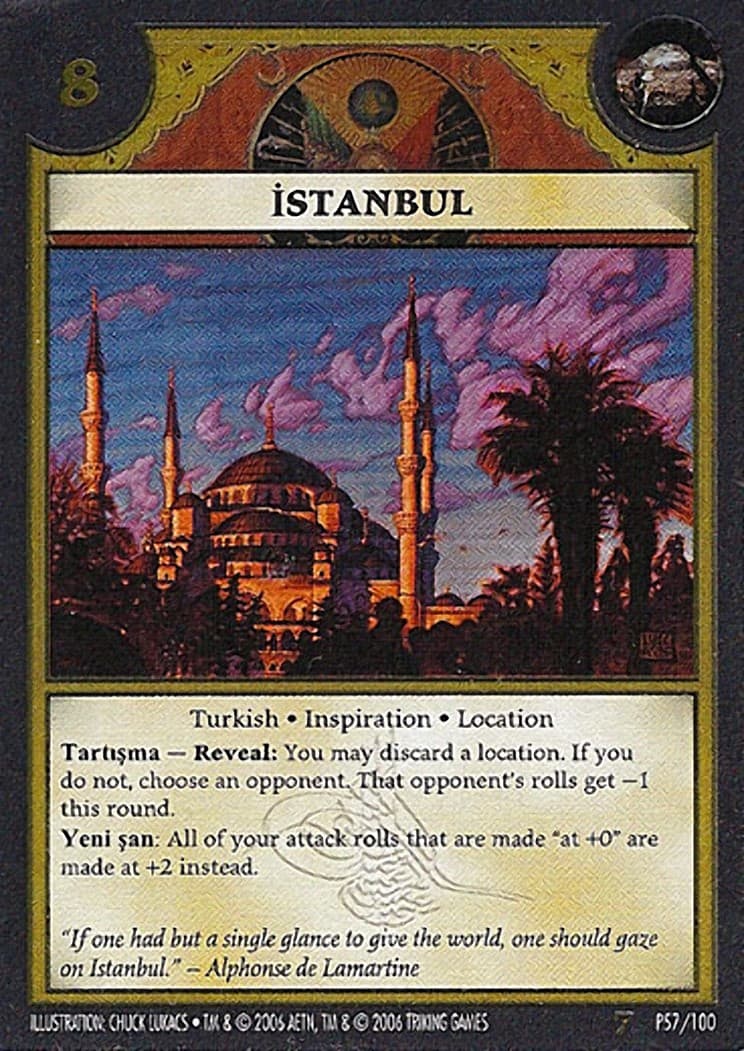 8
İSTANBUL
Turkish • Inspiration • Location
Tartışma — Reveal: You may discard a location. If you
do not, choose an opponent. That opponent's rolls get −1
this round.
Yeni şan: All of your attack rolls that are made "at +0" are
made at +2 instead.
"If one had but a single glance to give the world, one should gaze
on Istanbul." – Alphonse de Lamartine
ILLUSTRATION: CHUCK LUKACS • TM & © 2006 AETN, TM & © 2006 TRIKING GAMES
P57/100